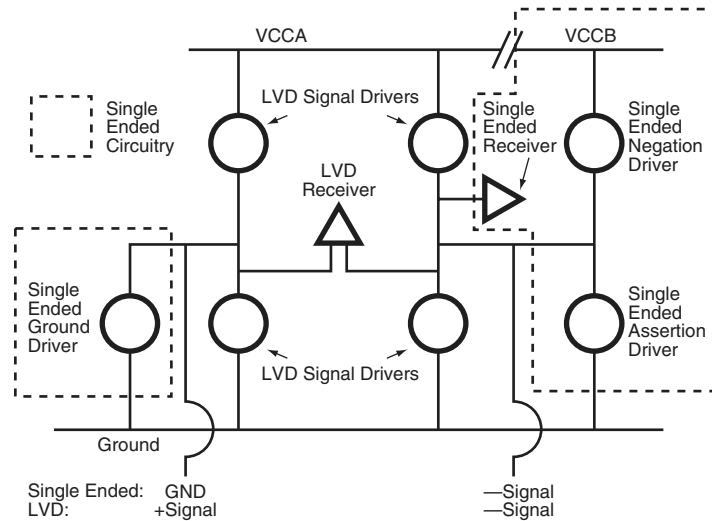 VCCA
VCCB
Single
Ended
Circuitry
LVD Signal Drivers
Single
Ended
Receiver
Single
Ended
Negation
Driver
LVD
Receiver
Single
Ended
Ground
Driver
Single
Ended
Assertion
Driver
LVD Signal Drivers
Ground
Single Ended: GND —Signal
LVD: +Signal —Signal